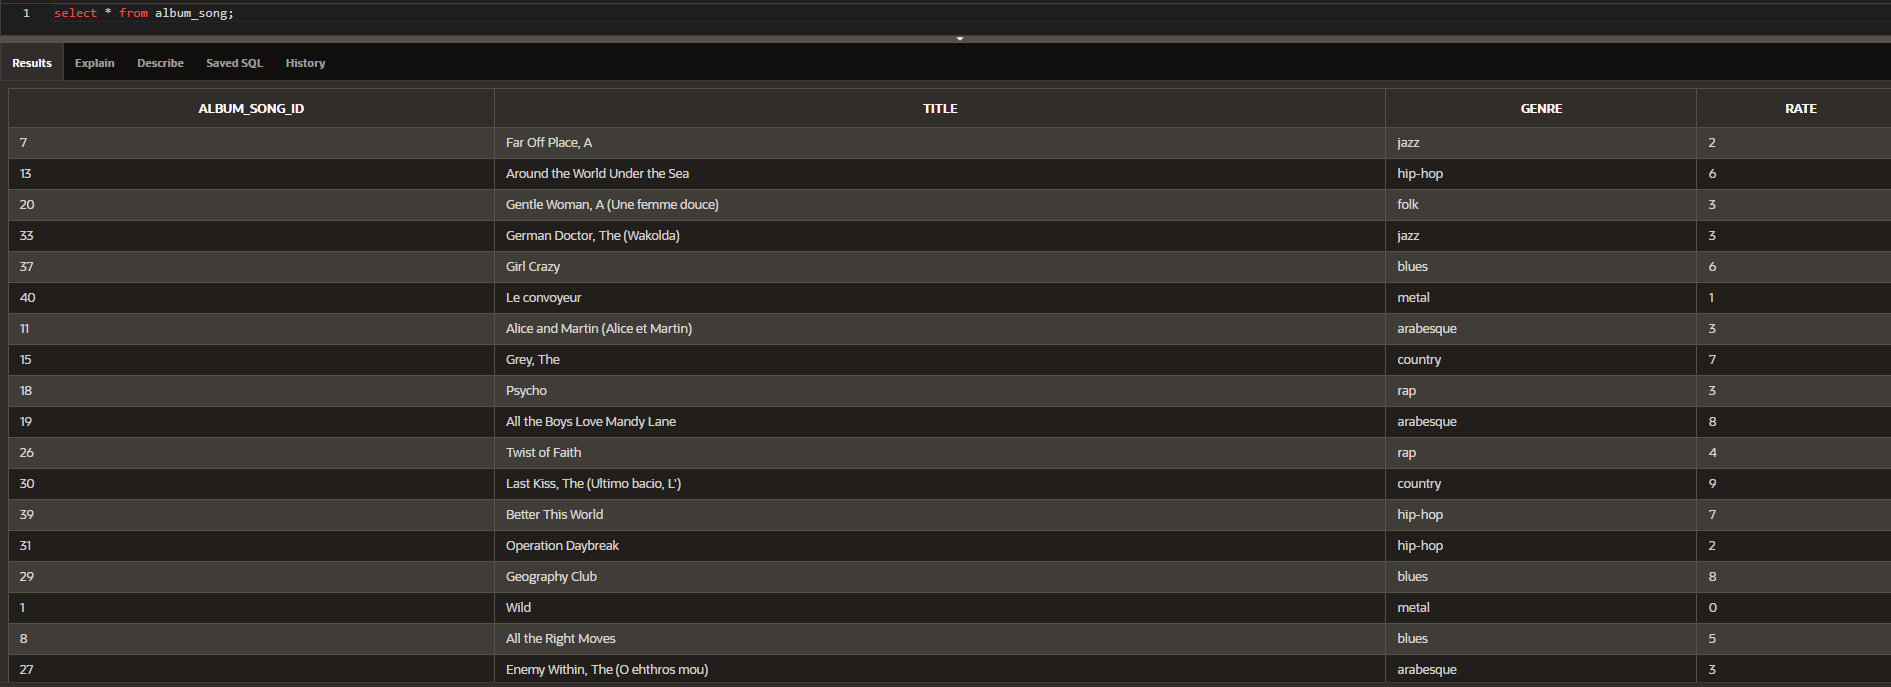 1 select * from album_song;
Results Explain Describe Saved SQL History
ALBUM_SONG_ID TITLE GENRE RATE
7 Far Off Place, A jazz 2
13 Around the World Under the Sea hip-hop 6
20 Gentle Woman, A (Une femme douce) folk 3
33 German Doctor, The (Wakolda) jazz 3
37 Girl Crazy blues 6
40 Le convoyeur metal 1
11 Alice and Martin (Alice et Martin) arabesque 3
15 Grey, The country 7
18 Psycho rap 3
19 All the Boys Love Mandy Lane arabesque 8
26 Twist of Faith rap 4
30 Last Kiss, The (Ultimo bacio, L') country 9
39 Better This World hip-hop 7
31 Operation Daybreak hip-hop 2
29 Geography Club blues 8
1 Wild metal 0
8 All the Right Moves blues 5
27 Enemy Within, The (O ehthros mou) arabesque 3